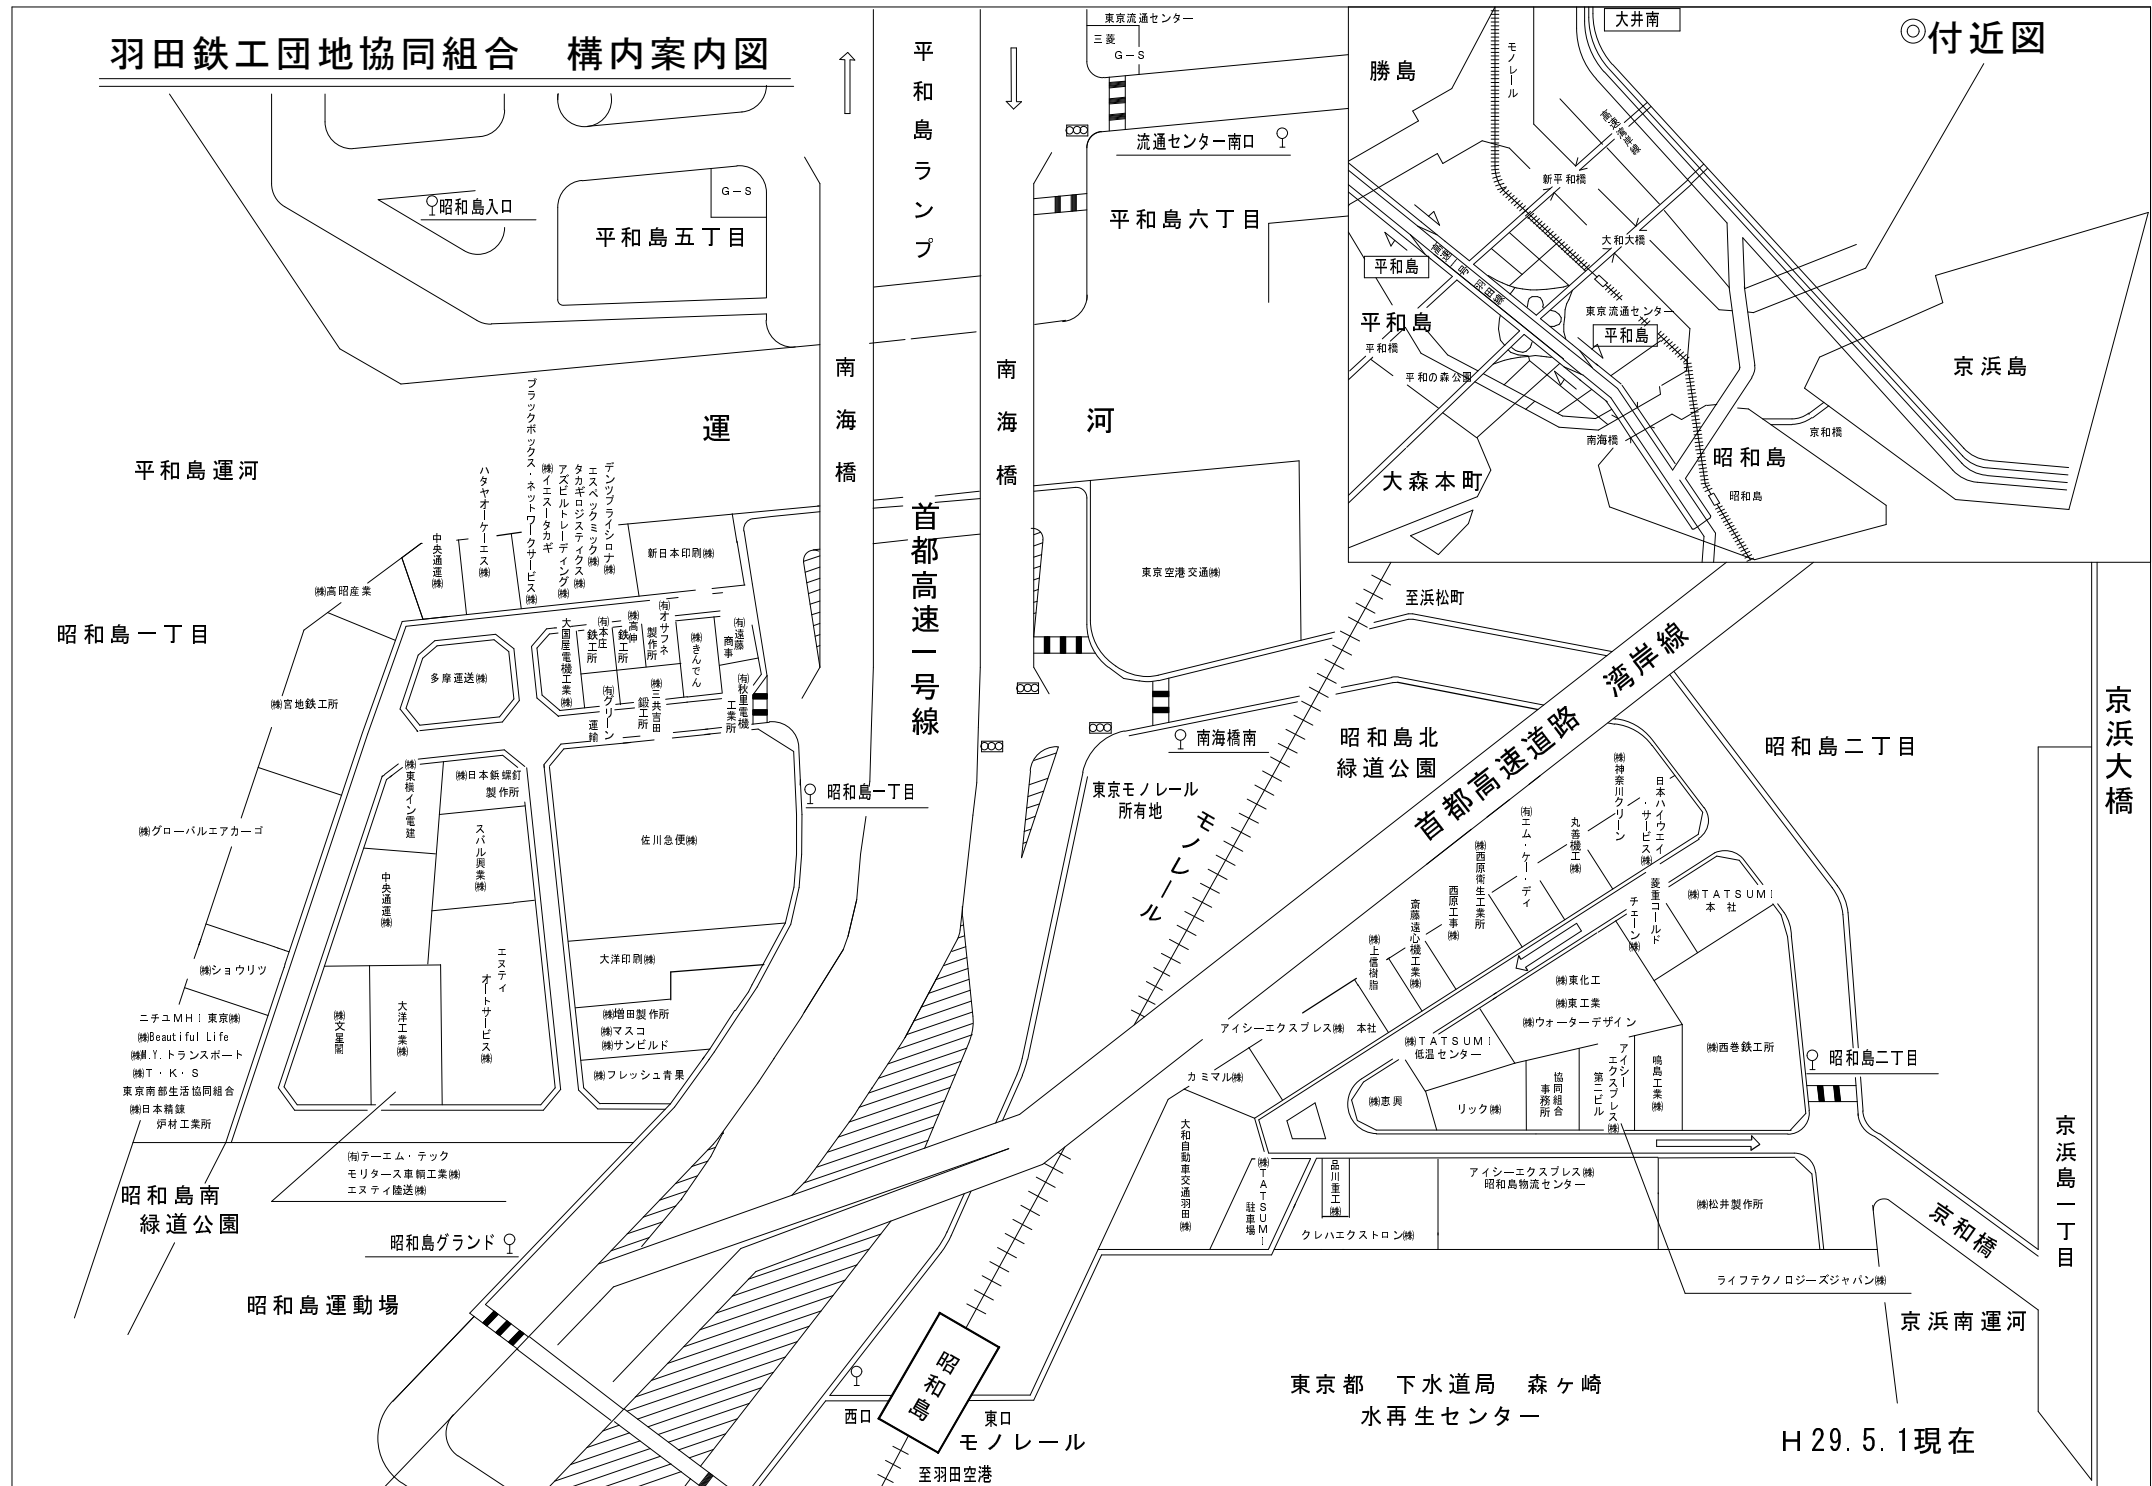 羽田鉄工団地協同組合　構内案内図
平和島ランプ
東京流通センター
三菱
G－S
流通センター南口
昭和島入口
G－S
平和島五丁目
平和島六丁目
南海橋
南海橋
運
河
平和島運河
首都高速一号線
◎付近図
大井南
勝島
モノレール
高速湾岸線
新平和橋
大和大橋
平和島
高速1号
羽田線
東京流通センター
平和島
平和島
平和橋
平和の森公園
京浜島
南海橋
京和橋
昭和島
大森本町
昭和島
昭和島一丁目
㈱高昭産業
中央通運㈱
ハタヤオーケーエス㈱
ブラックボックス・ネットワークサービス㈱
㈱イエスータカギ
アズビルトレーディング㈱
タカギロジスティクス㈱
エスペックミック㈱
デンツプライシロナ㈱
新日本印刷㈱
大国屋電機工業㈱
㈲本庄
鉄工所
㈱高伸
鉄工所
㈲オサフネ
製作所
㈱きんでん
㈲遠藤
商事
多摩運送㈱
㈲グリーン
運輸
㈱三共吉田
鍛工所
㈲秋里電機
工業所
㈱宮地鉄工所
㈱東横イン電建
㈱日本鋲螺釘
製作所
スバル興業㈱
㈱グローバルエアカーゴ
中央通運㈱
佐川急便㈱
昭和島一丁目
エヌティ
オートサービス㈱
大洋印刷㈱
㈱ショウリツ
㈱文星閣
大洋工業㈱
㈱増田製作所
㈱マスコ
㈱サンビルド
㈱フレッシュ青果
ニチユMHI 東京㈱
㈱Beautiful Life
㈱M.Y.トランスポート
㈱T・K・S
東京南部生活協同組合
㈱日本精錬
炉材工業所
㈲テーエム・テック
モリタース車輌工業㈱
エヌティ陸送㈱
昭和島南
緑道公園
昭和島グランド
昭和島運動場
東京空港交通㈱
至浜松町
首都高速道路　湾岸線
南海橋南
昭和島北
緑道公園
東京モノレール
所有地
モノレール
昭和島二丁目
京浜大橋
㈱神奈川クリーン
日本ハイウエイ
・サービス㈱
丸善機工㈱
㈲エム・ケー・ディ
㈱西原衛生工業所
西原工事㈱
斎藤遠心機工業㈱
㈱上信樹脂
菱重コールド
チェーン㈱
㈱TATSUMI
本　社
㈱東化工
㈱東工業
㈱ウォーターデザイン
アイシーエクスプレス㈱　本社
㈱TATSUMI
低温センター
㈱西巻鉄工所
昭和島二丁目
カミマル㈱
㈱恵興
リック㈱
協同組合
事務所
アイシー
エクスプレス㈱
第二ビル
鳴島工業㈱
大和自動車交通羽田㈱
㈱TATSUMI
駐車場
品川重工㈱
アイシーエクスプレス㈱
昭和島物流センター
㈱松井製作所
クレハエクストロン㈱
ライフテクノロジーズジャパン㈱
京浜島一丁目
京和橋
京浜南運河
昭和島
西口
東口
モノレール
至羽田空港
東京都　下水道局　森ヶ崎
水再生センター
H29.5.1現在